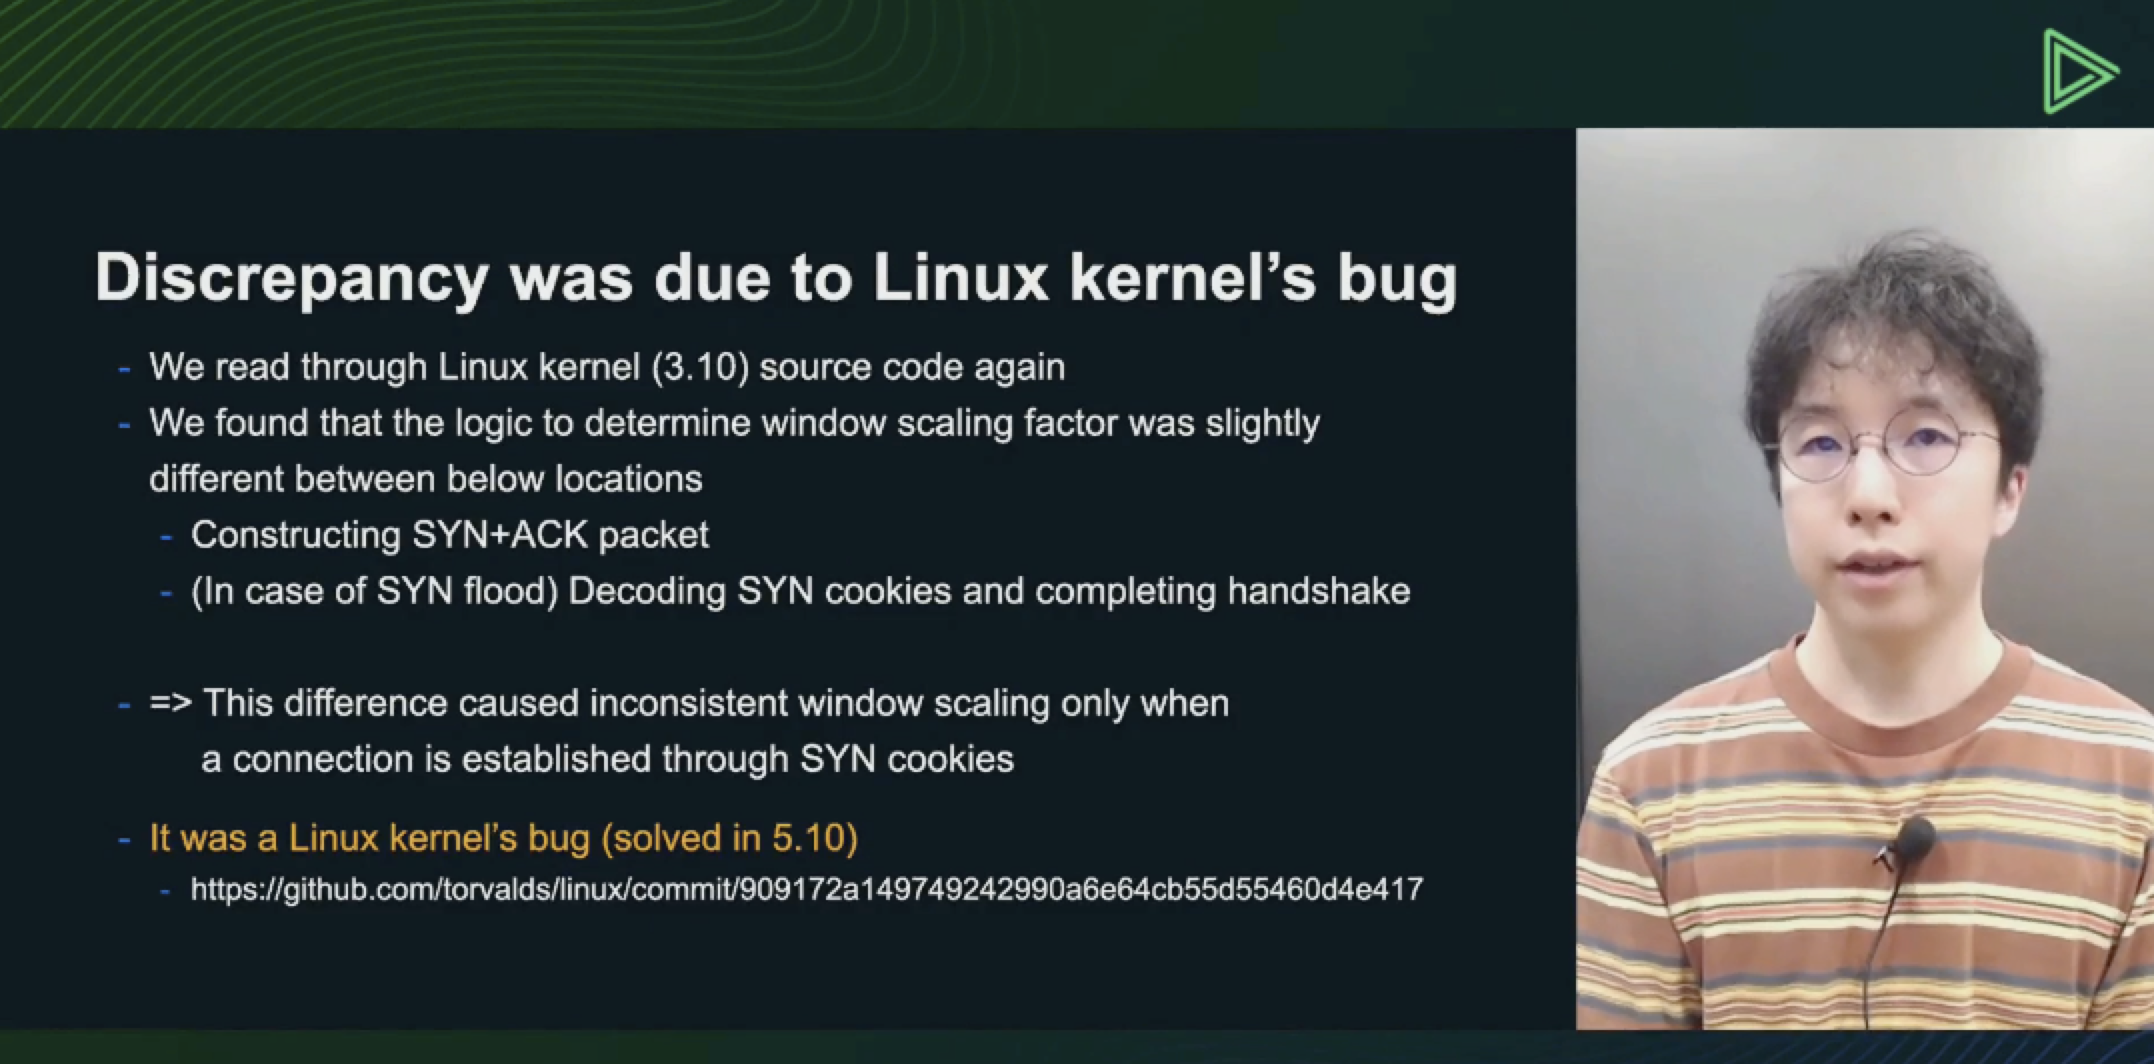 Discrepancy was due to Linux kernel’s bug
- We read through Linux kernel (3.10) source code again
- We found that the logic to determine window scaling factor was slightly
different between below locations
- Constructing SYN+ACK packet
- (In case of SYN flood) Decoding SYN cookies and completing handshake
- => This difference caused inconsistent window scaling only when
a connection is established through SYN cookies
- It was a Linux kernel’s bug (solved in 5.10)
- https://github.com/torvalds/linux/commit/909172a149749242990a6e64cb55d55460d4e417